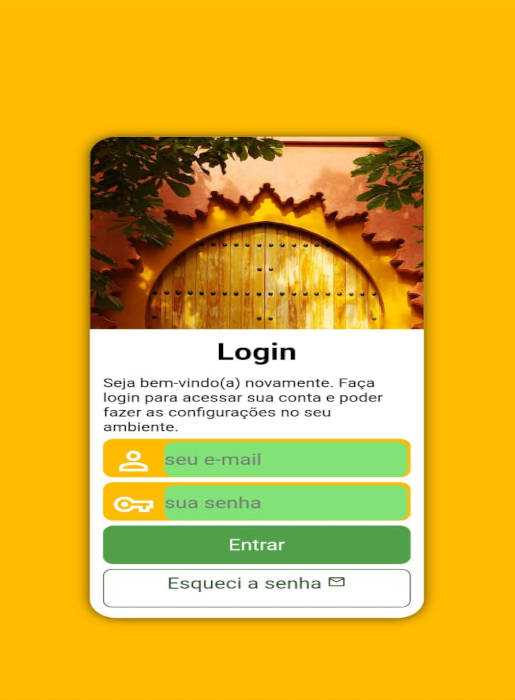 Login
Seja bem-vindo(a) novamente. Faça
login para acessar sua conta e poder
fazer as configurações no seu
ambiente.
seu e-mail
sua senha
Entrar
Esqueci a senha